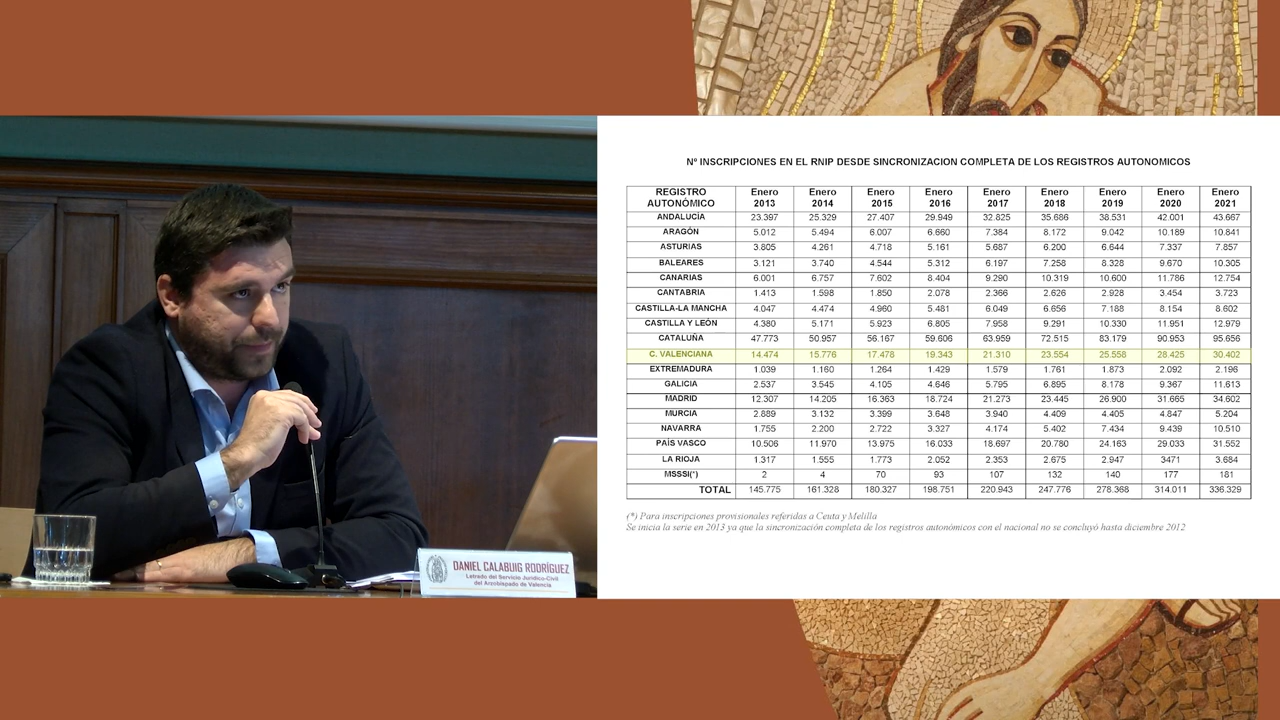 Nº INSCRIPCIONES EN EL RNIP DESDE SINCRONIZACION COMPLETA DE LOS REGISTROS AUTONOMICOS
REGISTRO AUTONÓMICO Enero 2013 Enero 2014 Enero 2015 Enero 2016 Enero 2017 Enero 2018 Enero 2019 Enero 2020 Enero 2021
ANDALUCÍA 23.397 25.329 27.407 29.949 32.825 35.686 38.531 42.001 43.667
ARAGÓN 5.012 5.494 6.007 6.660 7.384 8.172 9.042 10.189 10.841
ASTURIAS 3.805 4.261 4.718 5.161 5.687 6.200 6.644 7.337 7.857
BALEARES 3.121 3.740 4.544 5.312 6.197 7.258 8.328 9.670 10.305
CANARIAS 6.001 6.757 7.602 8.404 9.290 10.319 10.600 11.786 12.754
CANTABRIA 1.413 1.598 1.850 2.078 2.366 2.626 2.928 3.454 3.723
CASTILLA-LA MANCHA 4.047 4.474 4.960 5.481 6.049 6.656 7.188 8.154 8.602
CASTILLA Y LEÓN 4.380 5.171 5.923 6.805 7.958 9.291 10.330 11.951 12.979
CATALUÑA 47.773 50.957 56.167 59.606 63.959 72.515 83.179 90.953 95.656
C. VALENCIANA 14.474 15.776 17.478 19.343 21.310 23.554 25.558 28.425 30.402
EXTREMADURA 1.039 1.160 1.264 1.429 1.579 1.761 1.873 2.092 2.196
GALICIA 2.537 3.545 4.105 4.646 5.795 6.895 8.178 9.367 11.613
MADRID 12.307 14.205 16.363 18.724 21.273 23.445 26.900 31.665 34.602
MURCIA 2.889 3.132 3.399 3.648 3.940 4.409 4.405 4.847 5.204
NAVARRA 1.755 2.200 2.722 3.327 4.174 5.402 7.434 9.439 10.510
PAÍS VASCO 10.506 11.970 13.975 16.033 18.697 20.780 24.163 29.033 31.552
LA RIOJA 1.317 1.555 1.773 2.052 2.353 2.675 2.947 3471 3.684
MSSSI(*) 2 4 70 93 107 132 140 177 181
TOTAL 145.775 161.328 180.327 198.751 220.943 247.776 278.368 314.011 336.329
(*) Para inscripciones provisionales referidas a Ceuta y Melilla
Se inicia la serie en 2013 ya que la sincronización completa de los registros autonómicos con el nacional no se concluyó hasta diciembre 2012
DANIEL CALABUIG RODRÍGUEZ
Letrado del Servicio Jurídico-Civil
del Arzobispado de Valencia